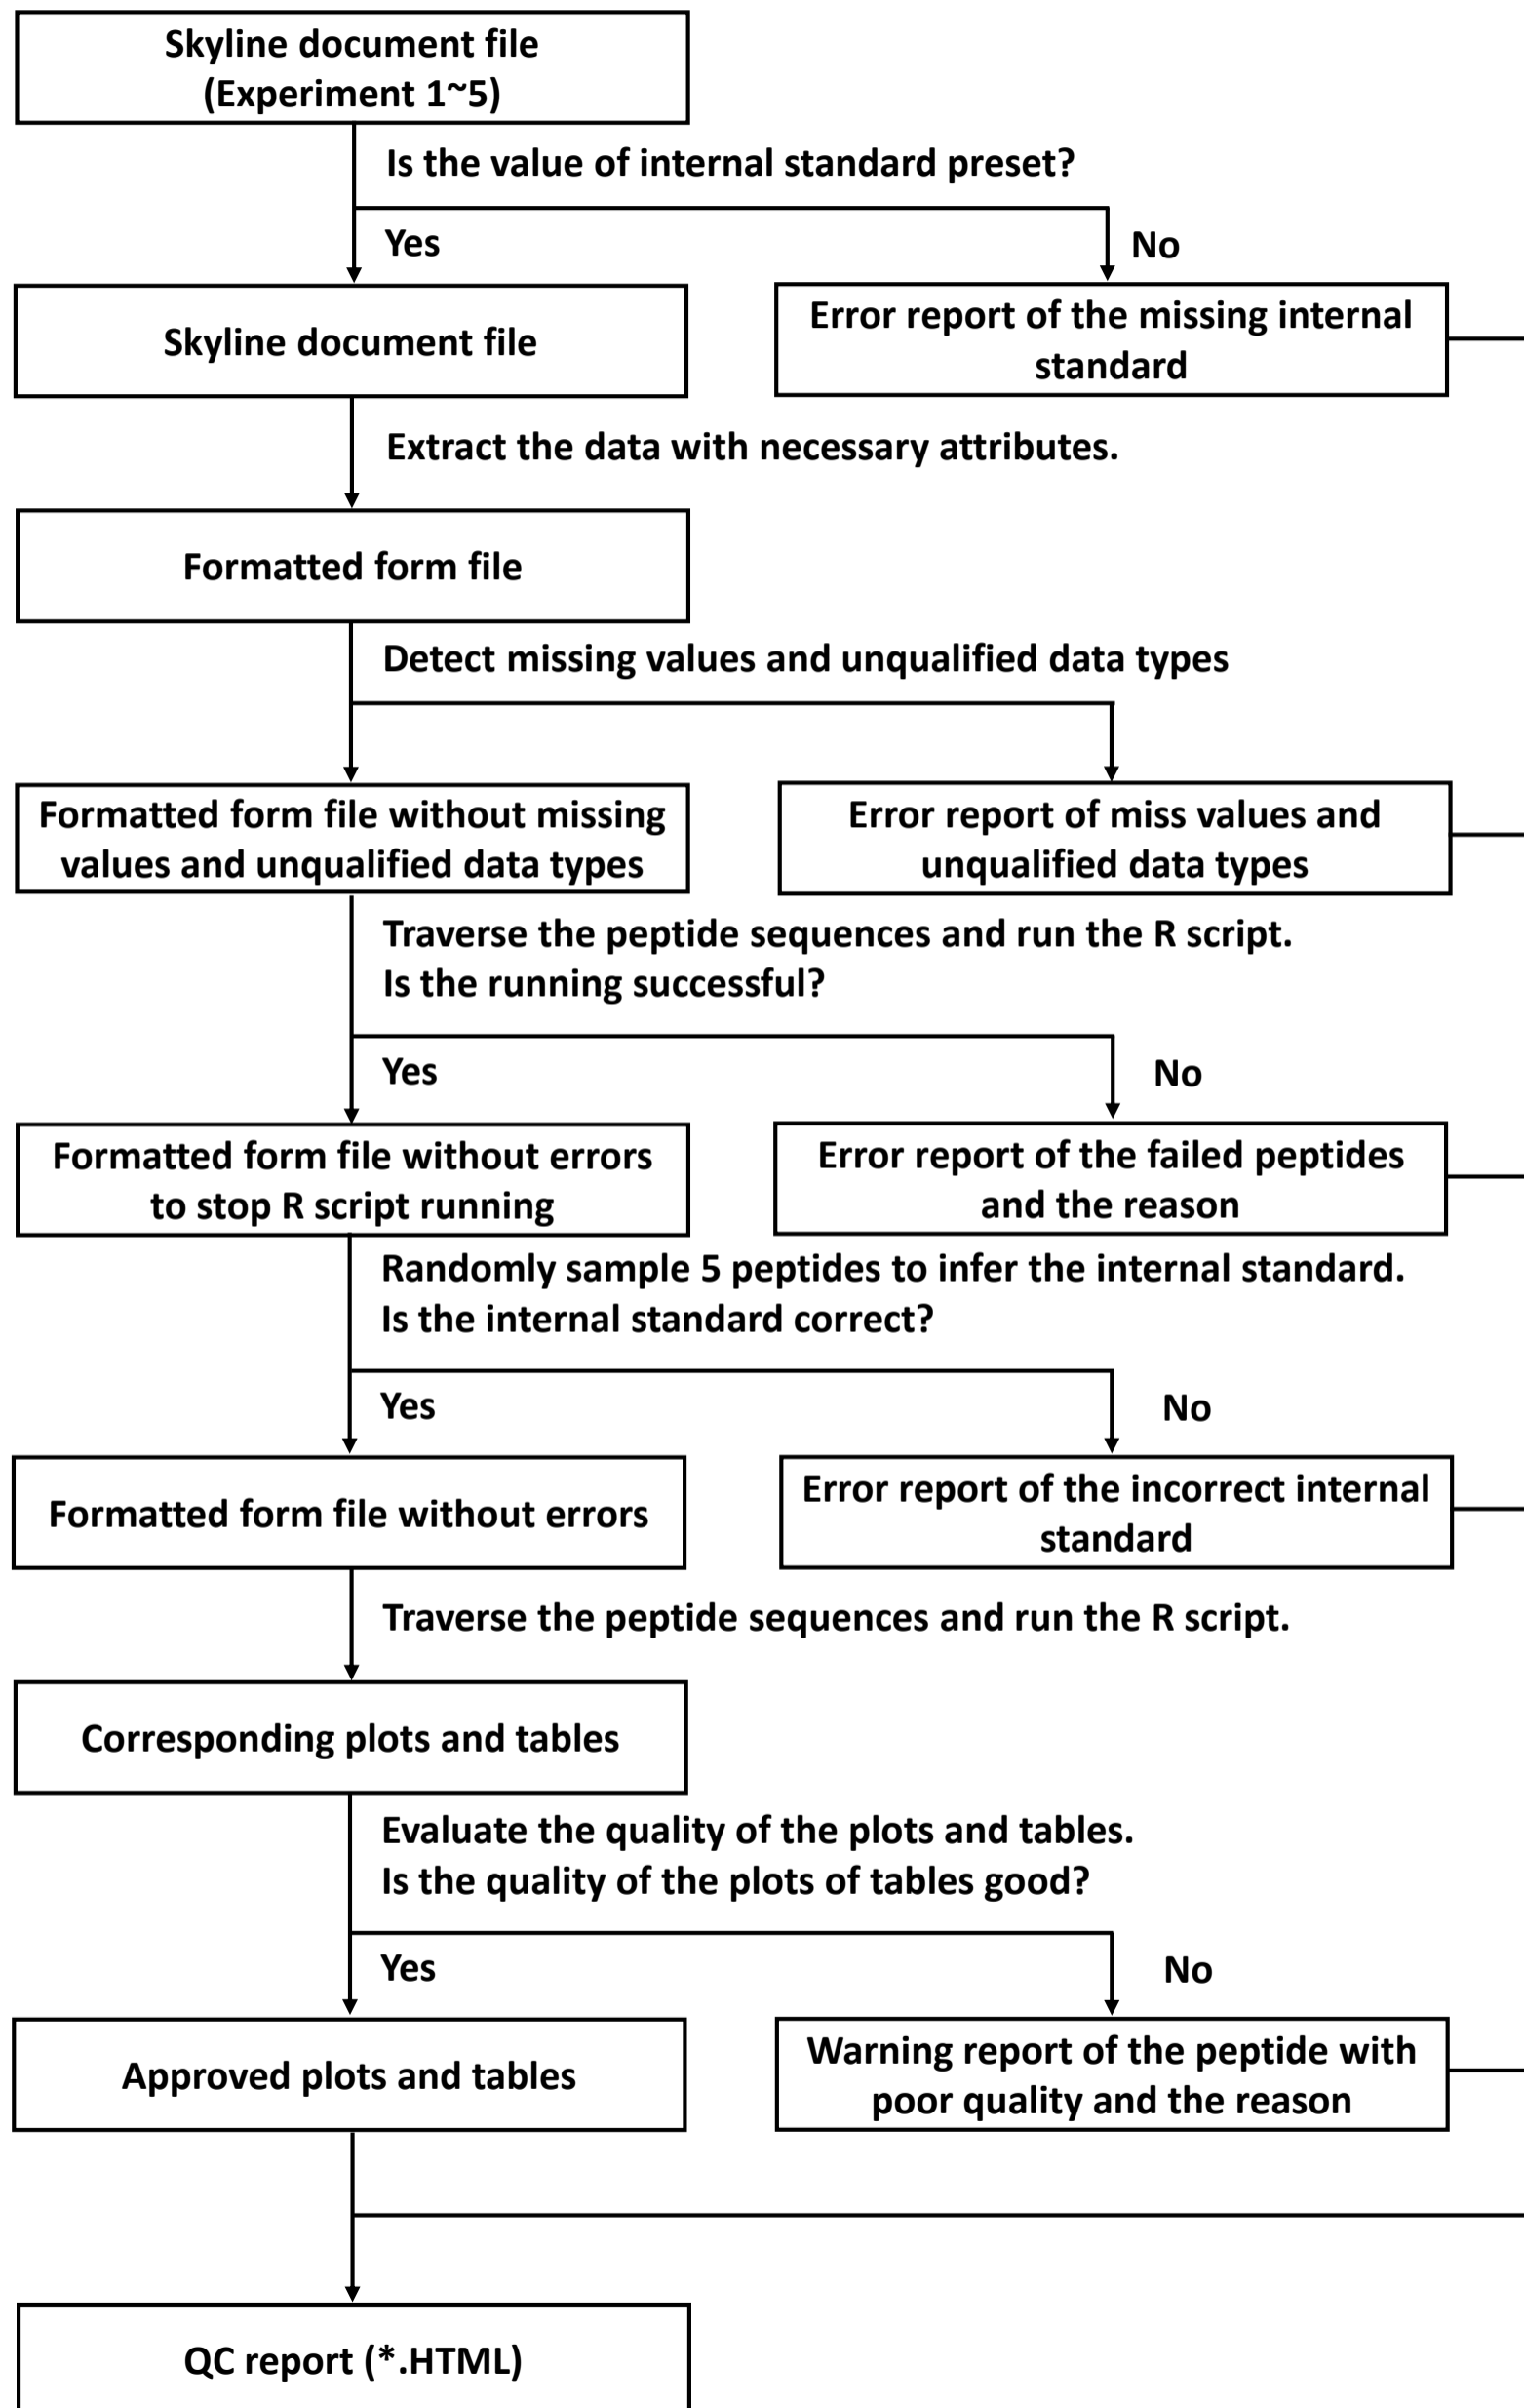 Skyline document file
(Experiment 1~5)
Is the value of internal standard preset?
Yes
No
Skyline document file
Error report of the missing internal
standard
Extract the data with necessary attributes.
Formatted form file
Detect missing values and unqualified data types
Formatted form file without missing
values and unqualified data types
Error report of miss values and
unqualified data types
Traverse the peptide sequences and run the R script.
Is the running successful?
Yes
No
Formatted form file without errors
to stop R script running
Error report of the failed peptides
and the reason
Randomly sample 5 peptides to infer the internal standard.
Is the internal standard correct?
Yes
No
Formatted form file without errors
Error report of the incorrect internal
standard
Traverse the peptide sequences and run the R script.
Corresponding plots and tables
Evaluate the quality of the plots and tables.
Is the quality of the plots of tables good?
Yes
No
Approved plots and tables
Warning report of the peptide with
poor quality and the reason
QC report (*.HTML)